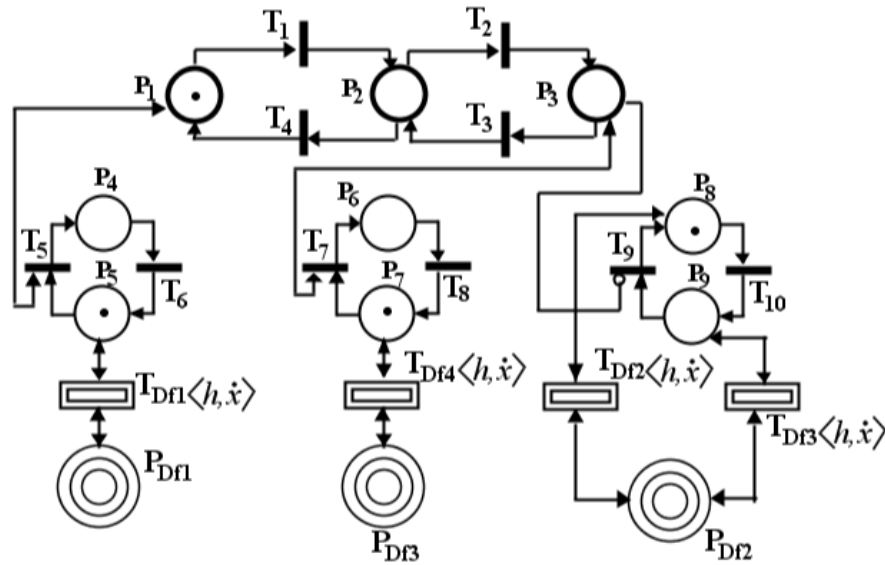 T1
T2
P1
P2
P3
T4
T3
P4
P6
P8
T5
T7
T9
P5
P7
P9
T6
T8
T10
TDf1⟨h,ẋ⟩
TDf4⟨h,ẋ⟩
TDf2⟨h,ẋ⟩
TDf3⟨h,ẋ⟩
PDf1
PDf3
PDf2